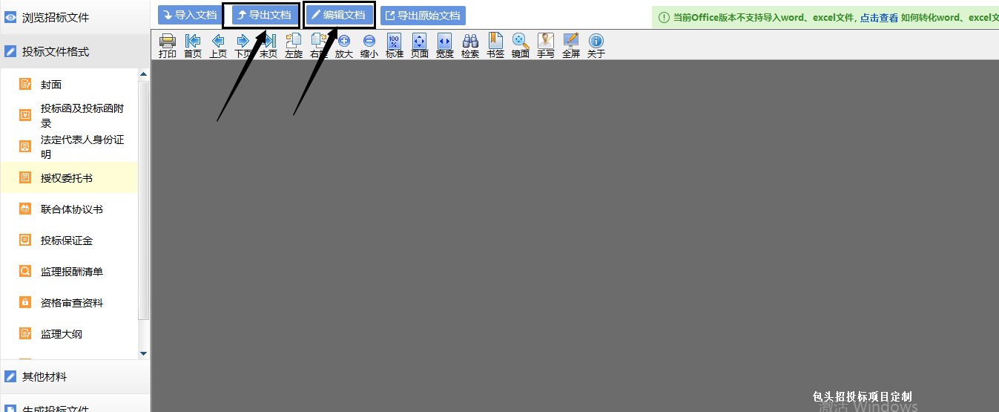 浏览招标文件
投标文件格式
封面
投标函及投标函附
录
法定代表人身份证
明
授权委托书
联合体协议书
投标保证金
监理报酬清单
资格审查资料
监理大纲
其他材料
生成投标文件
导入文档 导出文档 编辑文档 导出原始文档
当前Office版本不支持导入word、excel文件, 点击查看 如何转化word、excel文
100
%
打印 首页 上页 下页 末页 左旋 右旋 放大 缩小 标准 页面 宽度 检索 书签 镜面 手写 全屏 关于
包头招投标项目定制
激活 Windows